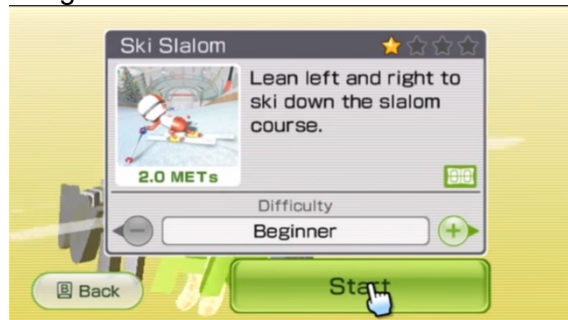 Ski Slalom
Lean left and right to
ski down the slalom
course.
2.0 METs
Difficulty
Beginner
B Back
Start